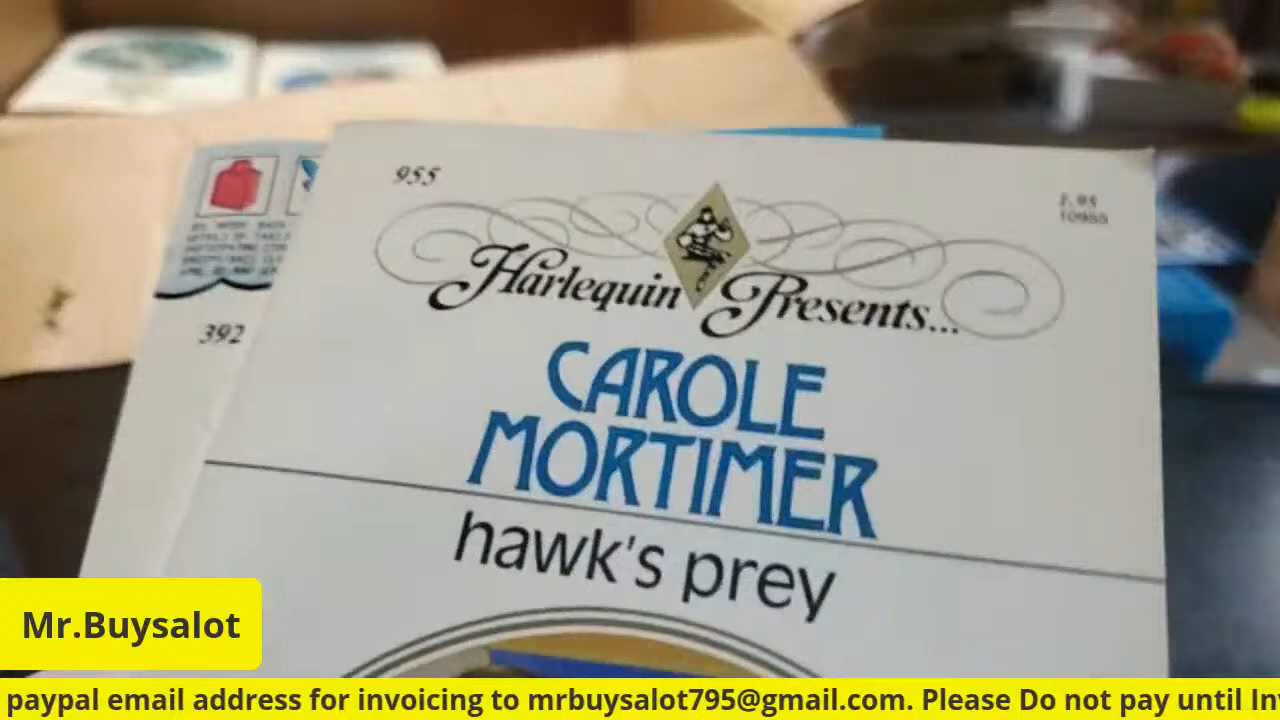 955
Harlequin Presents...
CAROLE
MORTIMER
hawk's prey
392
Mr.Buysalot
paypal email address for invoicing to mrbuysalot795@gmail.com. Please Do not pay until In